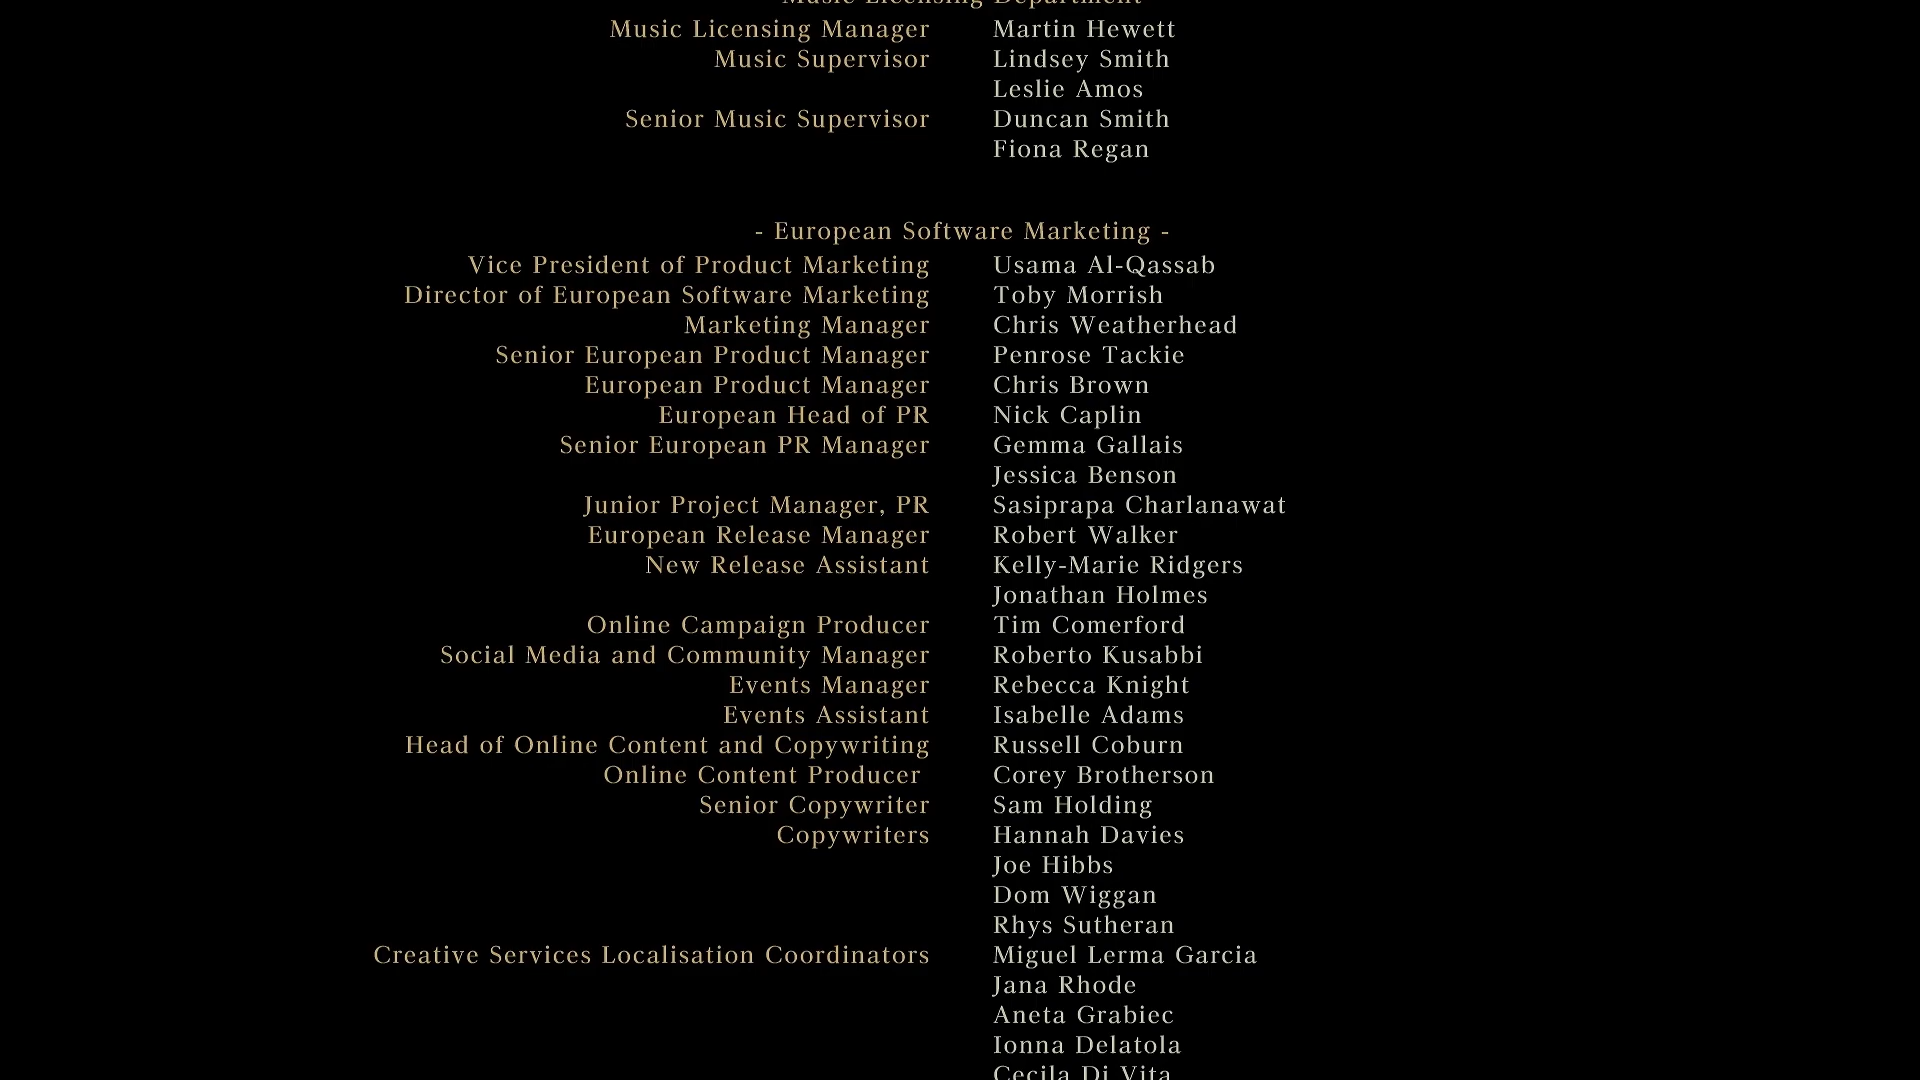 Music Licensing Department
Music Licensing Manager Martin Hewett
Music Supervisor Lindsey Smith
Leslie Amos
Senior Music Supervisor Duncan Smith
Fiona Regan
- European Software Marketing -
Vice President of Product Marketing Usama Al-Qassab
Director of European Software Marketing Toby Morrish
Marketing Manager Chris Weatherhead
Senior European Product Manager Penrose Tackie
European Product Manager Chris Brown
European Head of PR Nick Caplin
Senior European PR Manager Gemma Gallais
Jessica Benson
Junior Project Manager, PR Sasiprapa Charlanawat
European Release Manager Robert Walker
New Release Assistant Kelly-Marie Ridgers
Jonathan Holmes
Online Campaign Producer Tim Comerford
Social Media and Community Manager Roberto Kusabbi
Events Manager Rebecca Knight
Events Assistant Isabelle Adams
Head of Online Content and Copywriting Russell Coburn
Online Content Producer Corey Brotherson
Senior Copywriter Sam Holding
Copywriters Hannah Davies
Joe Hibbs
Dom Wiggan
Rhys Sutheran
Creative Services Localisation Coordinators Miguel Lerma Garcia
Jana Rhode
Aneta Grabiec
Ionna Delatola
Cecila Di Vita